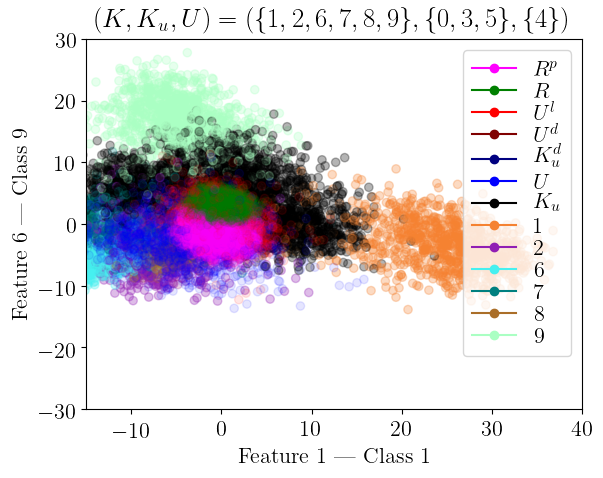 (K, K_u, U) = ({1, 2, 6, 7, 8, 9}, {0, 3, 5}, {4})
30
20
10
0
−10
−20
−30
Feature 6 — Class 9
R^p
R
U^l
U^d
K_u^d
U
K_u
1
2
6
7
8
9
−10 0 10 20 30 40
Feature 1 — Class 1